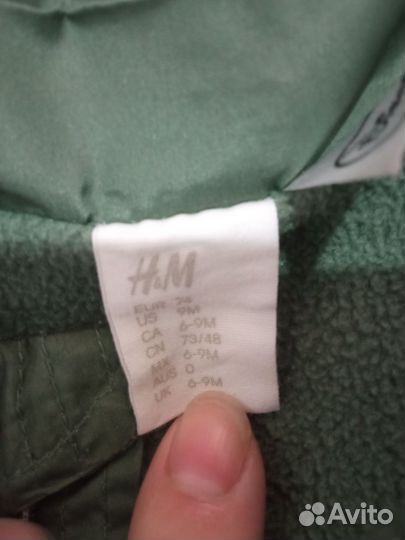 H&M
EUR 74
US 9M
CA 6-9M
CN 73/48
MX 6-9M
AUS 0
UK 6-9M
Avito